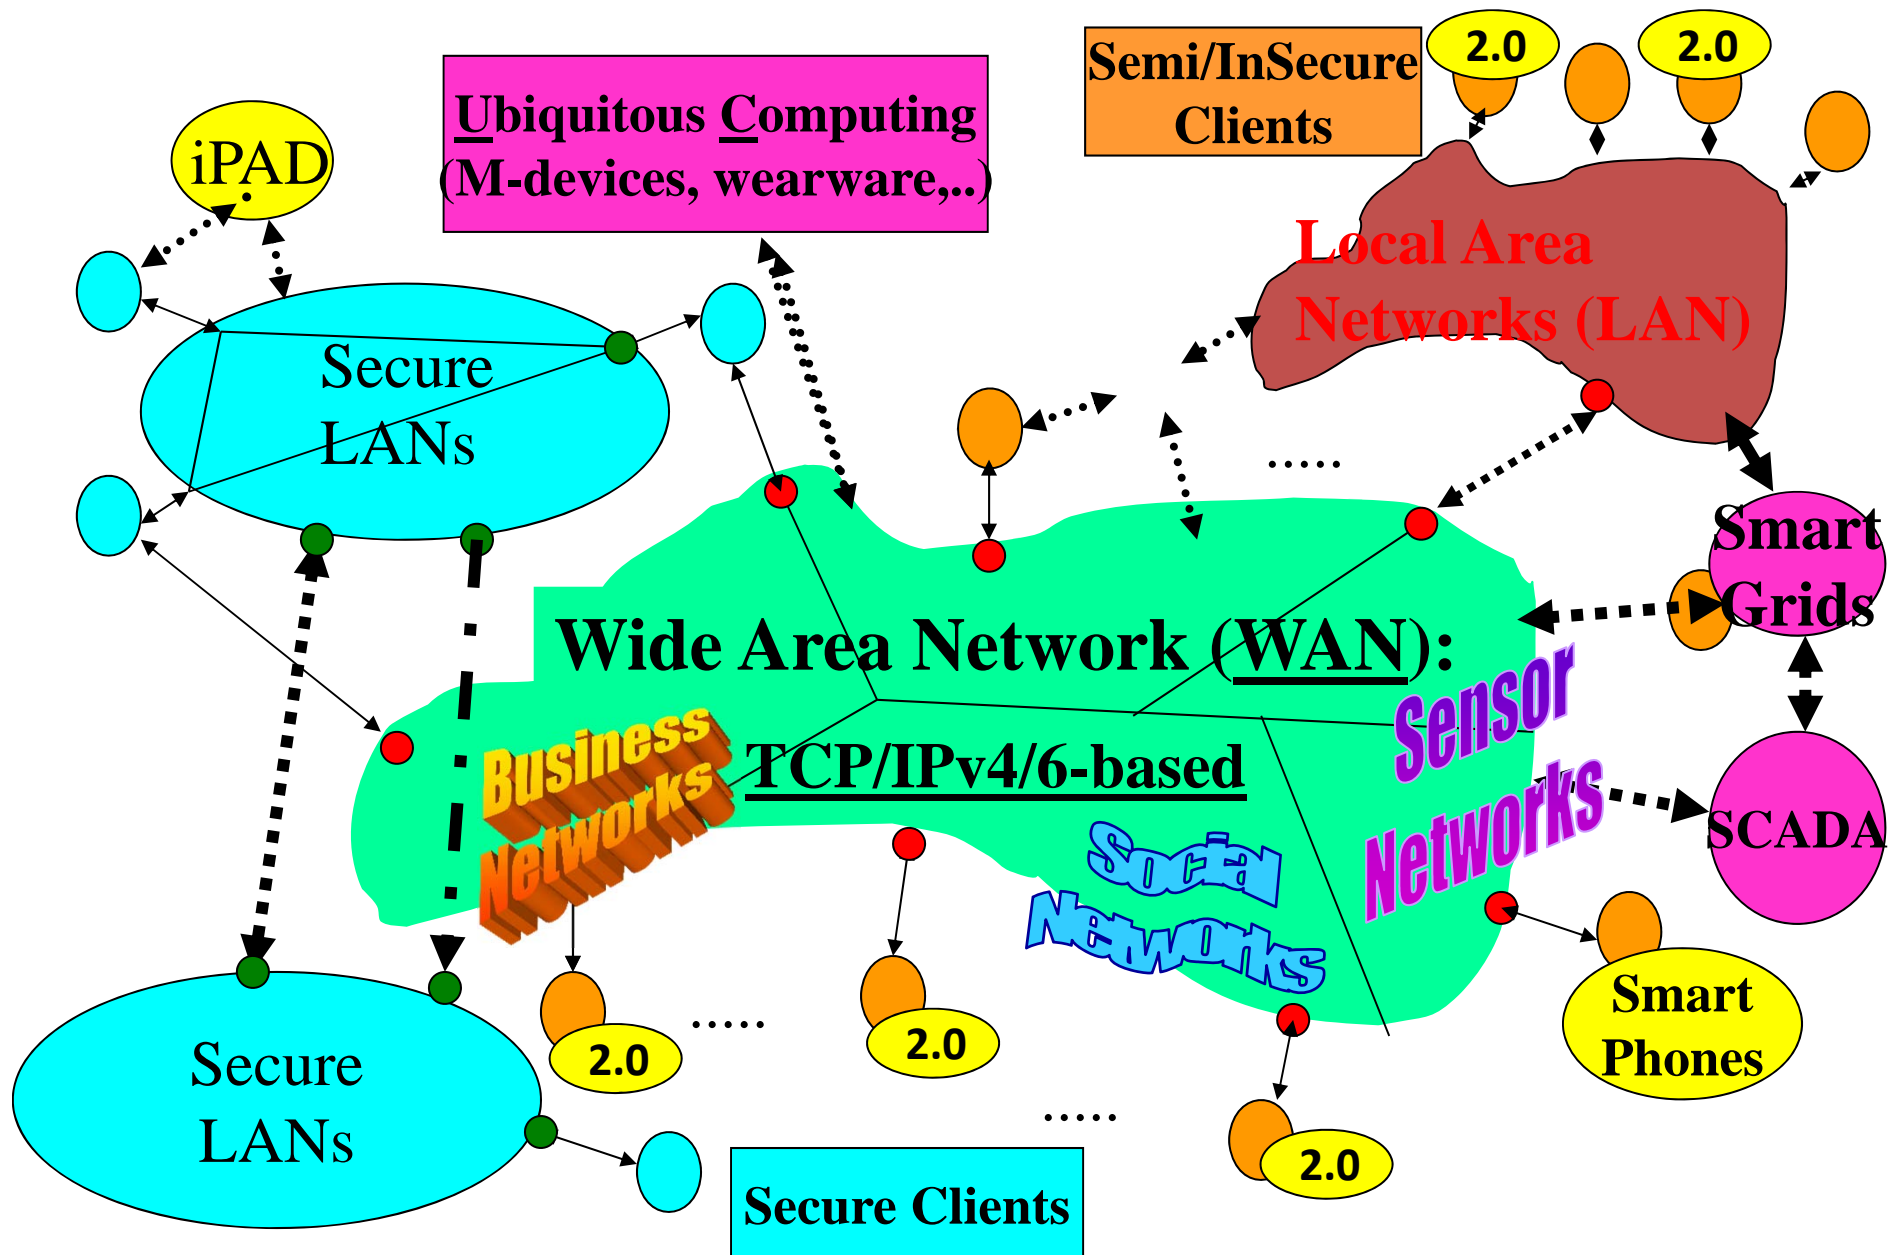 Semi/InSecure
Clients
2.0
2.0
Ubiquitous Computing
(M-devices, wearware,..)
iPAD
Local Area
Networks (LAN)
Secure
LANs
.....
Smart
Grids
Wide Area Network (WAN):
TCP/IPv4/6-based
Sensor
Networks
Business
Networks
SCADA
Social
Networks
Smart
Phones
.....
2.0
2.0
Secure
LANs
.....
2.0
Secure Clients